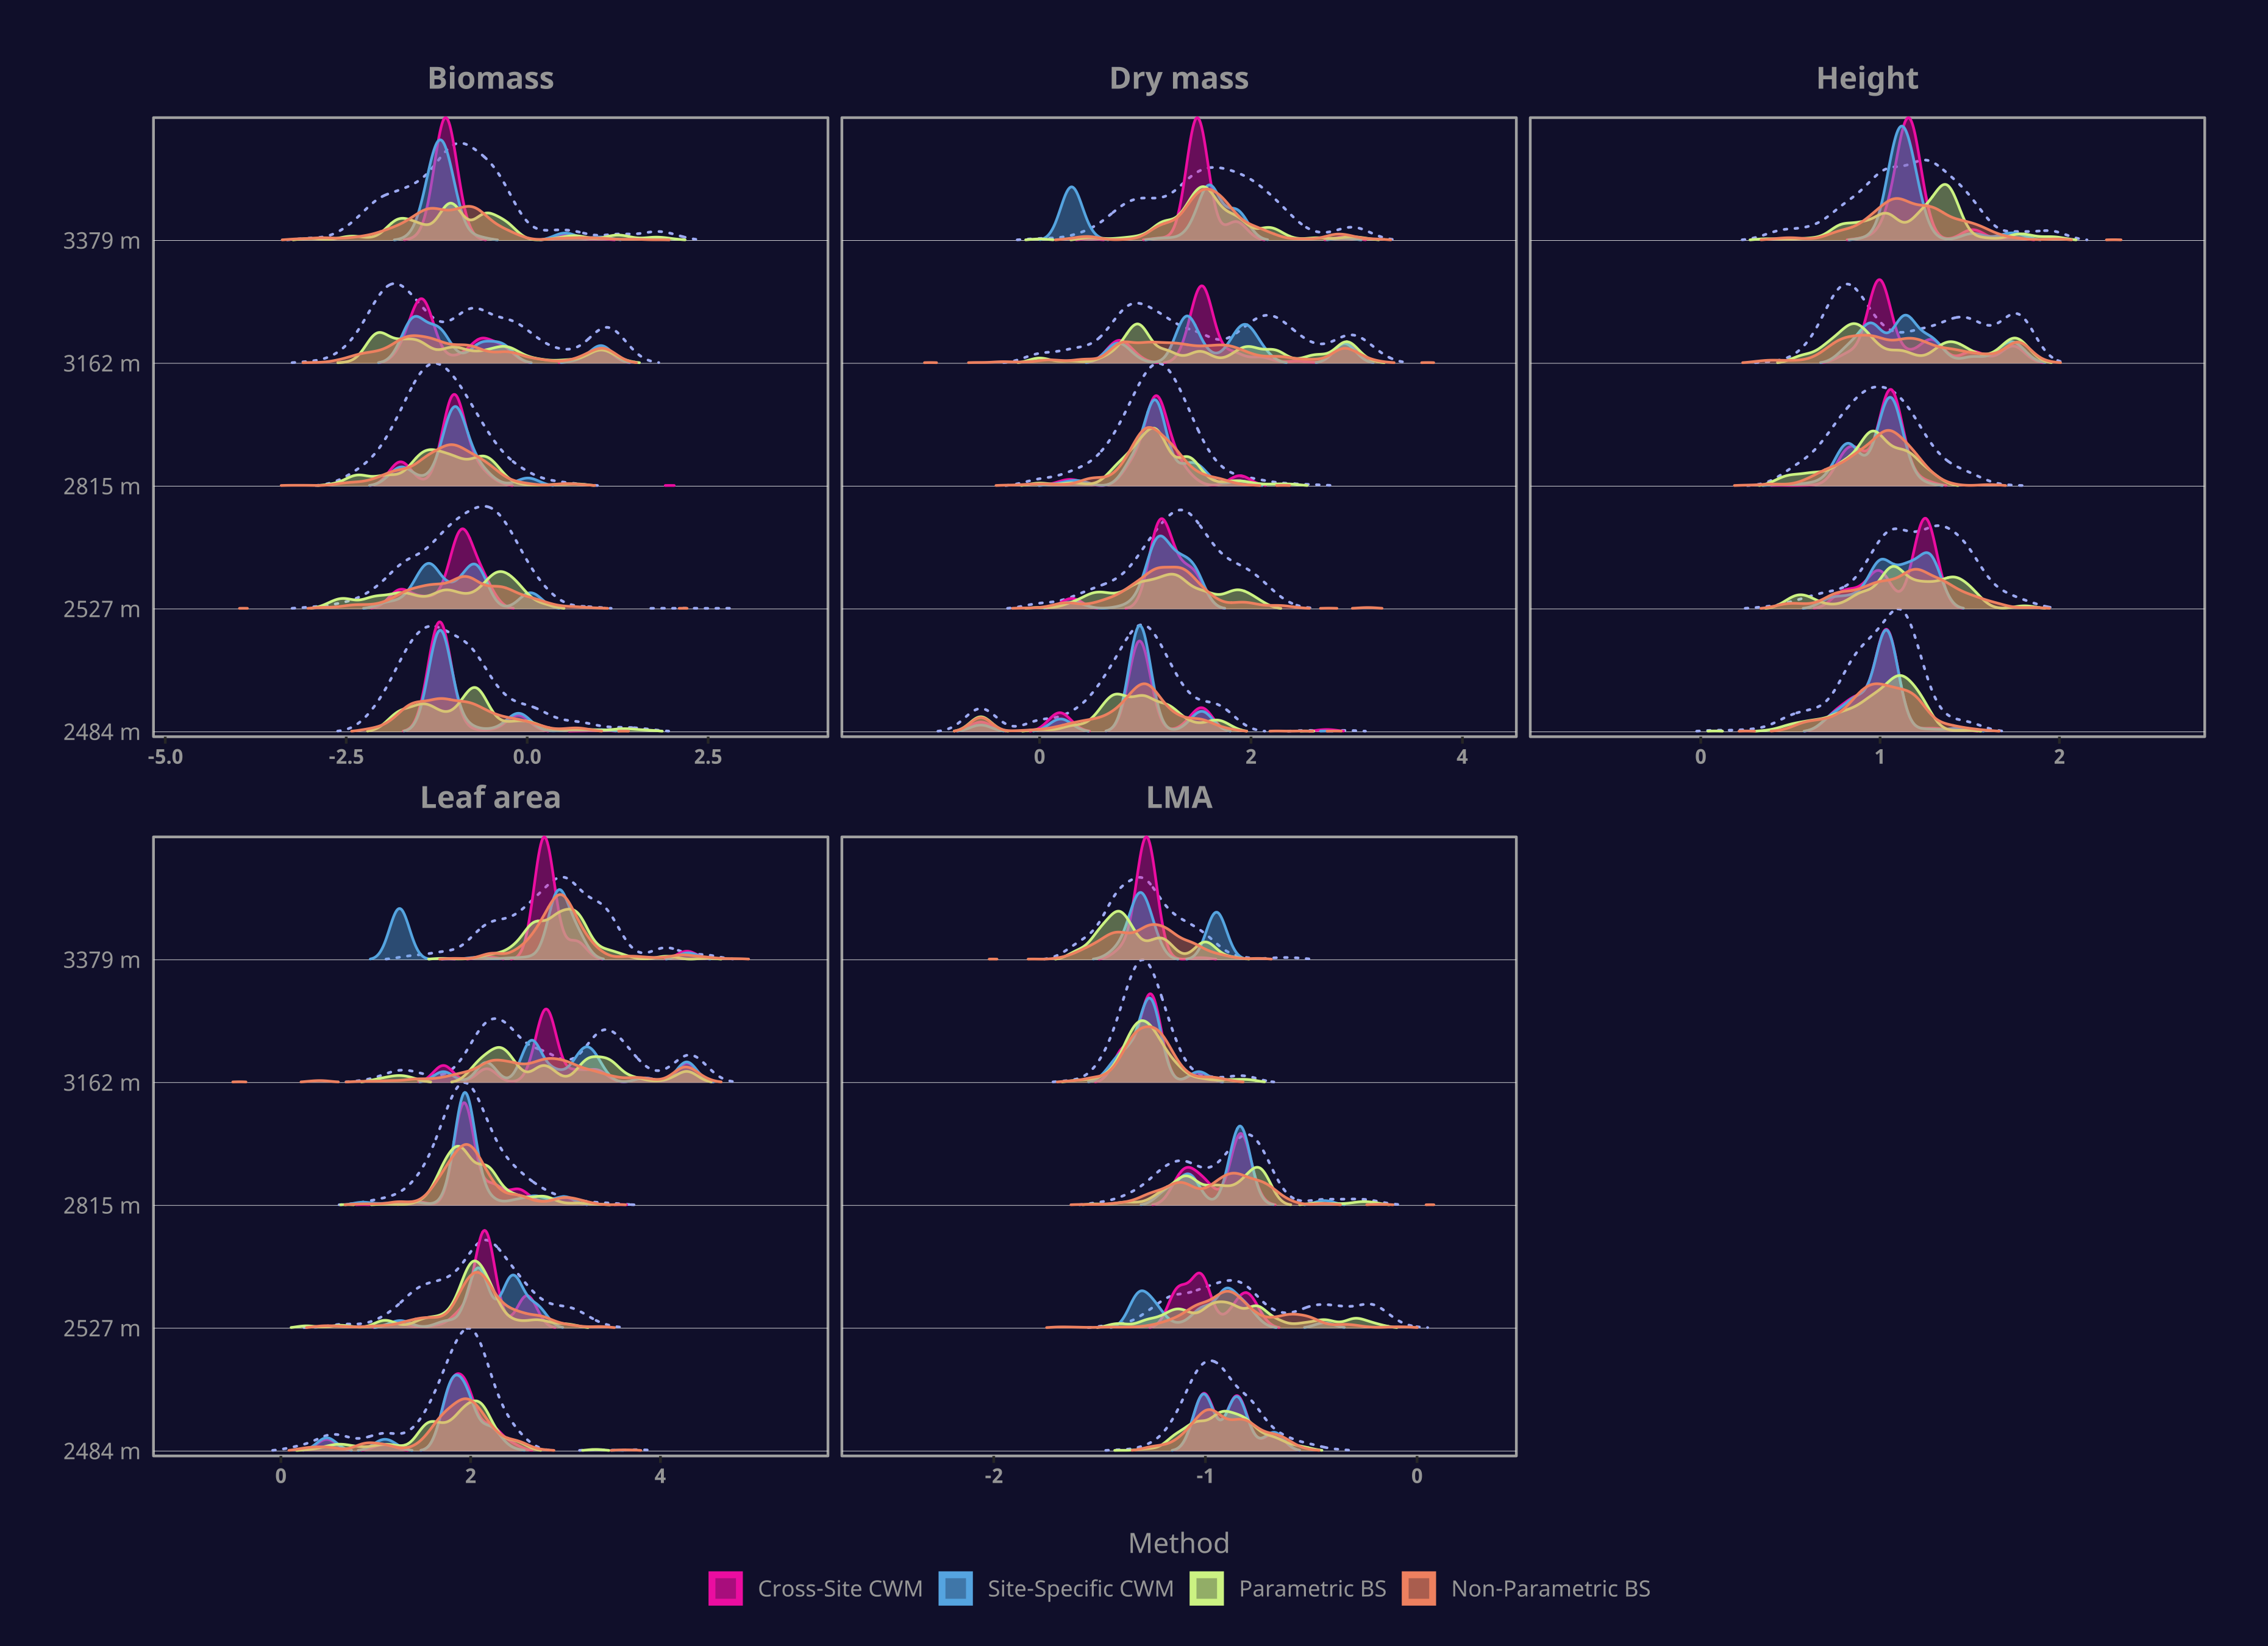 Biomass
Dry mass
Height
3379 m
3162 m
2815 m
2527 m
2484 m
-5.0 -2.5 0.0 2.5
0 2 4
0 1 2
Leaf area
LMA
3379 m
3162 m
2815 m
2527 m
2484 m
0 2 4
-2 -1 0
Method
Cross-Site CWM Site-Specific CWM Parametric BS Non-Parametric BS